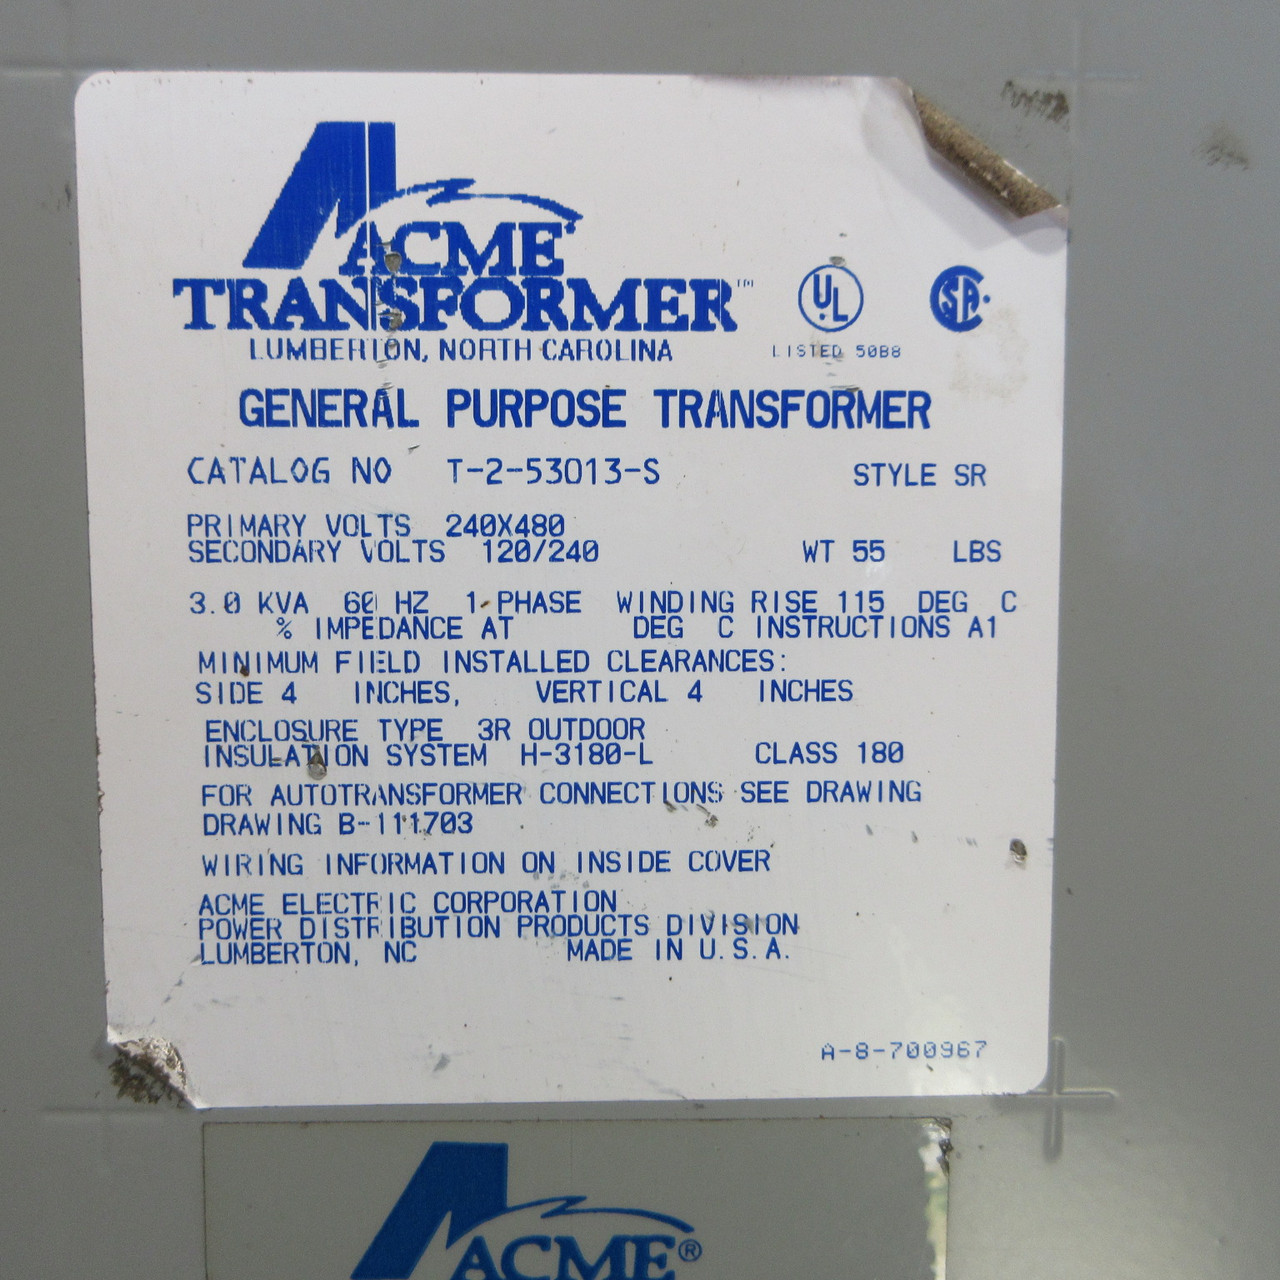 ACME
TRANSFORMER™
LUMBERTON, NORTH CAROLINA
UL
LISTED 50B8
SA
GENERAL PURPOSE TRANSFORMER
CATALOG NO T-2-53013-S STYLE SR
PRIMARY VOLTS 240X480
SECONDARY VOLTS 120/240 WT 55 LBS
3.0 KVA 60 HZ 1 PHASE WINDING RISE 115 DEG C
% IMPEDANCE AT DEG C INSTRUCTIONS A1
MINIMUM FIELD INSTALLED CLEARANCES:
SIDE 4 INCHES, VERTICAL 4 INCHES
ENCLOSURE TYPE 3R OUTDOOR
INSULATION SYSTEM H-3180-L CLASS 180
FOR AUTOTRANSFORMER CONNECTIONS SEE DRAWING
DRAWING B-111703
WIRING INFORMATION ON INSIDE COVER
ACME ELECTRIC CORPORATION
POWER DISTRIBUTION PRODUCTS DIVISION
LUMBERTON, NC MADE IN U.S.A.
A-8-700967
ACME®